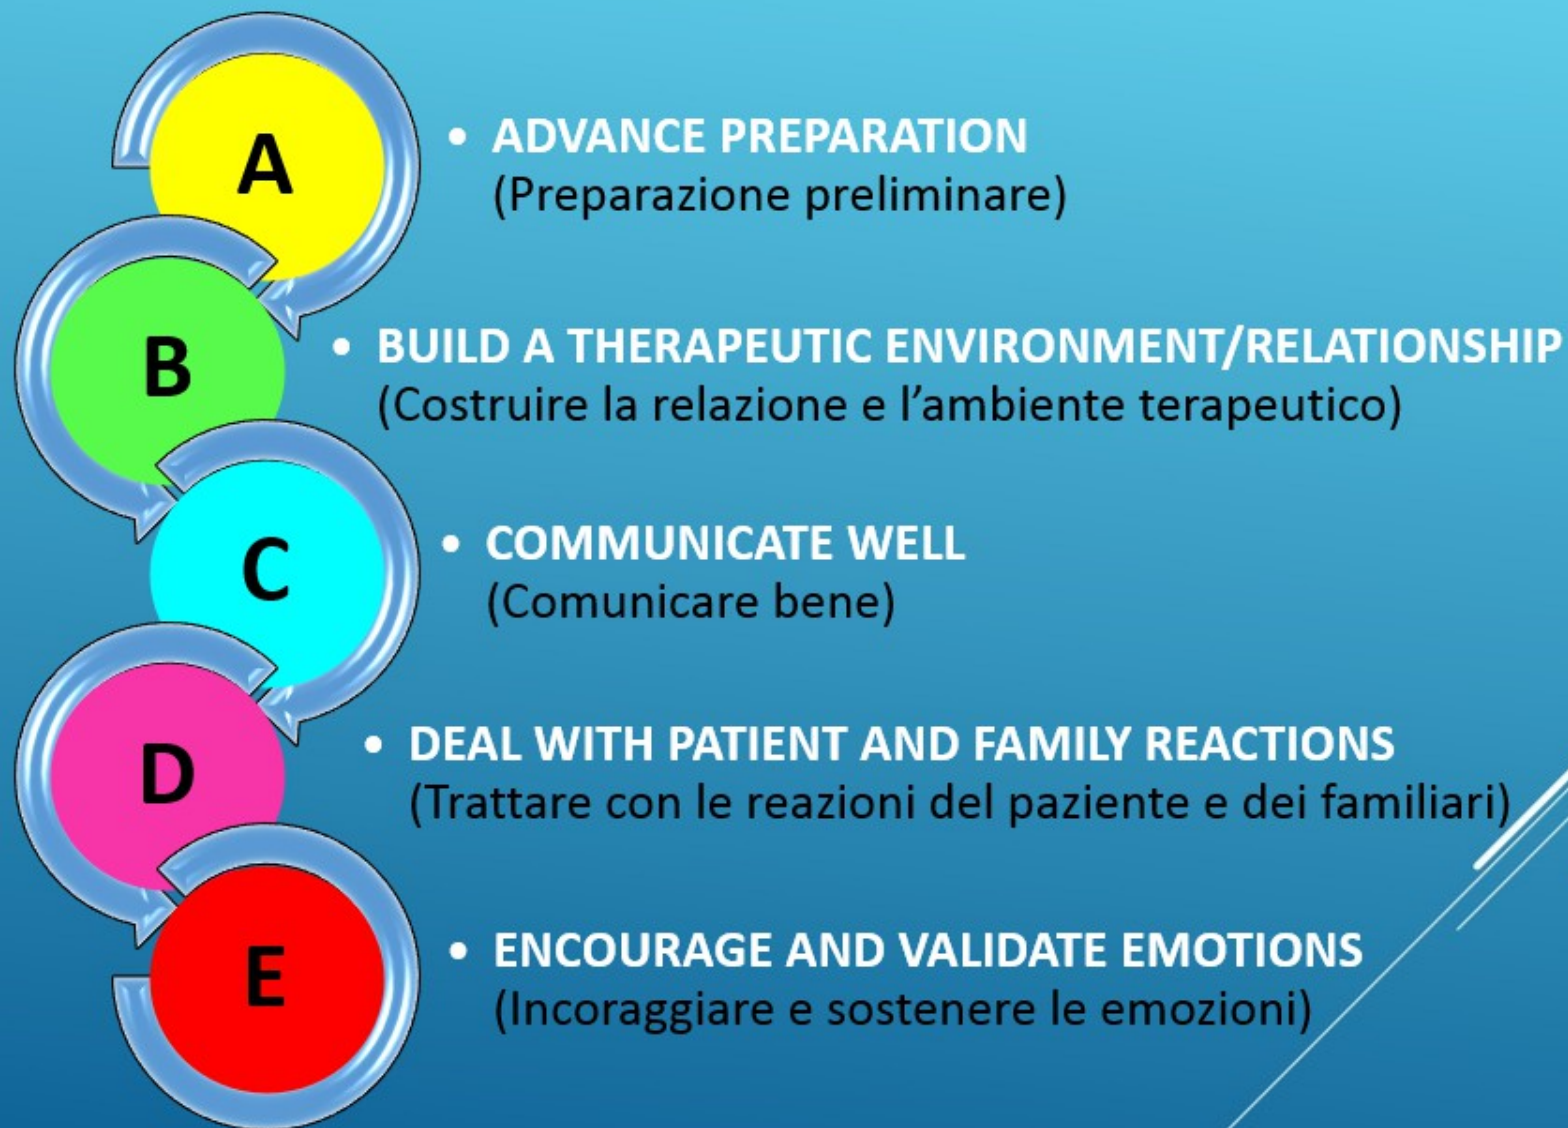 A
• ADVANCE PREPARATION
(Preparazione preliminare)
B
• BUILD A THERAPEUTIC ENVIRONMENT/RELATIONSHIP
(Costruire la relazione e l’ambiente terapeutico)
C
• COMMUNICATE WELL
(Comunicare bene)
D
• DEAL WITH PATIENT AND FAMILY REACTIONS
(Trattare con le reazioni del paziente e dei familiari)
E
• ENCOURAGE AND VALIDATE EMOTIONS
(Incoraggiare e sostenere le emozioni)